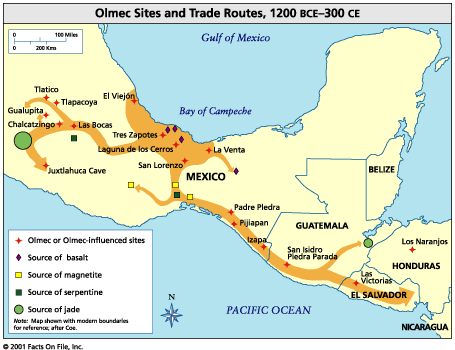 Olmec Sites and Trade Routes, 1200 BCE–300 CE
0 100 Miles
0 200 Kms
Gulf of Mexico
Tlatico
Tlapacoya
El Viejón
Gualupita
Bay of Campeche
Chalcatzingo
Las Bocas
Tres Zapotes
Laguna de los Cerros
La Venta
San Lorenzo
Juxtlahuca Cave
MEXICO
BELIZE
Padre Pledra
Pijiapan
GUATEMALA
Izapa
Los Naranjos
San Isidro
Piedra Parada
HONDURAS
Las
Victorias
EL SALVADOR
Olmec or Olmec-influenced sites
Source of basalt
Source of magnetite
Source of serpentine
Source of jade
Note: Map shown with modern boundaries
for reference; after Coe.
N
PACIFIC OCEAN
NICARAGUA
© 2001 Facts On File, Inc.